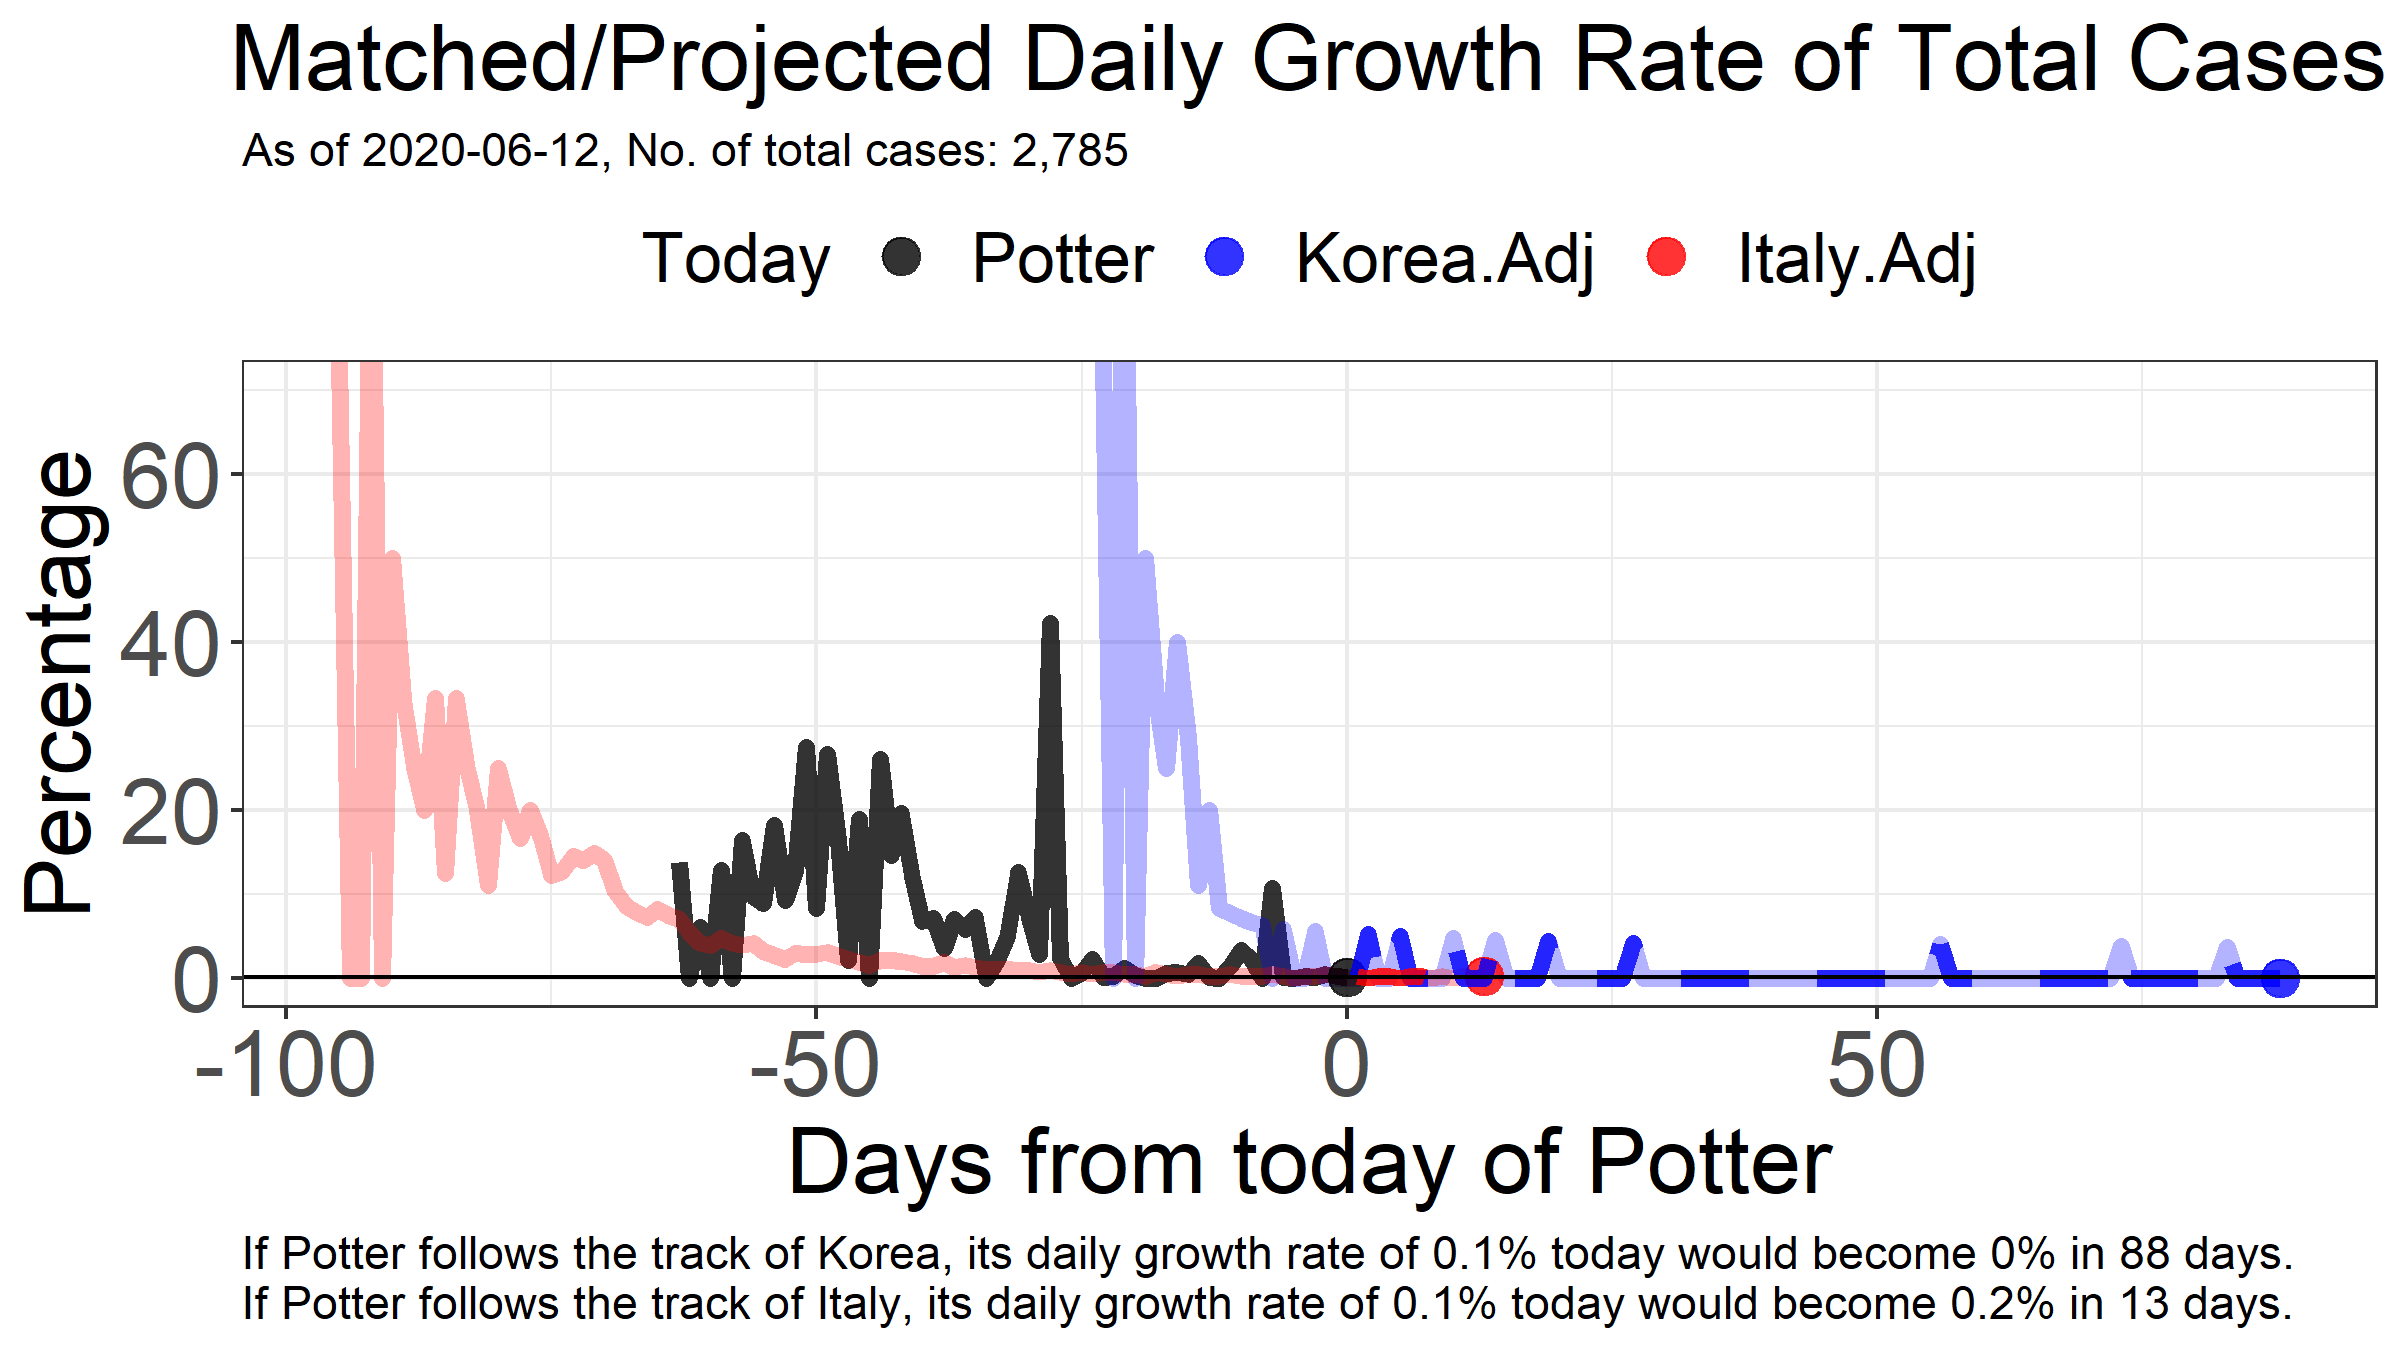 Matched/Projected Daily Growth Rate of Total Cases
As of 2020-06-12, No. of total cases: 2,785
Today Potter Korea.Adj Italy.Adj
Percentage
60
40
20
0
-100 -50 0 50
Days from today of Potter
If Potter follows the track of Korea, its daily growth rate of 0.1% today would become 0% in 88 days.
If Potter follows the track of Italy, its daily growth rate of 0.1% today would become 0.2% in 13 days.